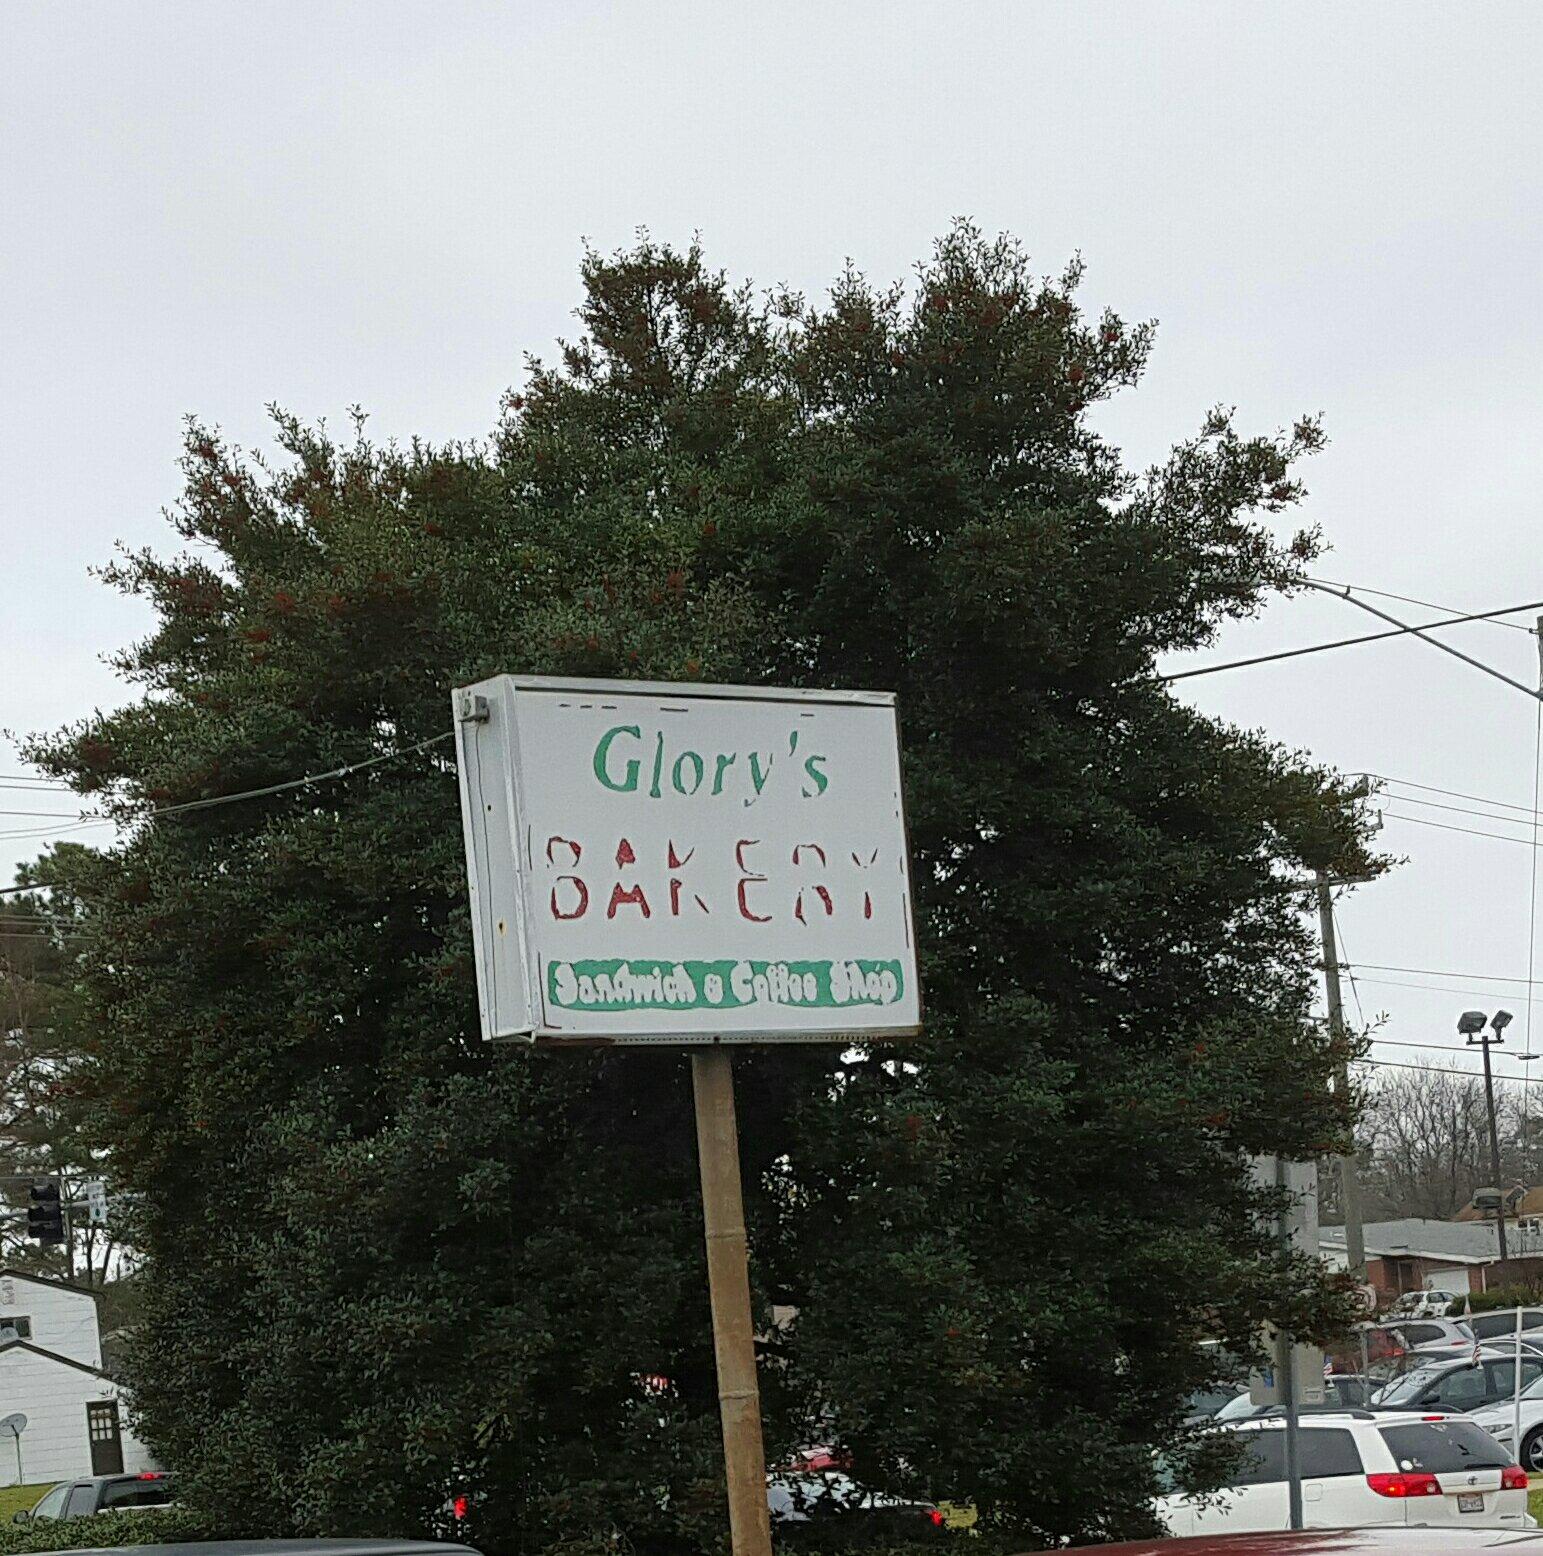 Glory's
BAKERY
Sandwich & Coffee Shop